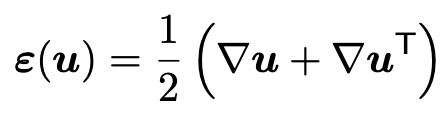 𝜺(𝒖) = 1/2 (∇𝒖 + ∇𝒖ᵀ)